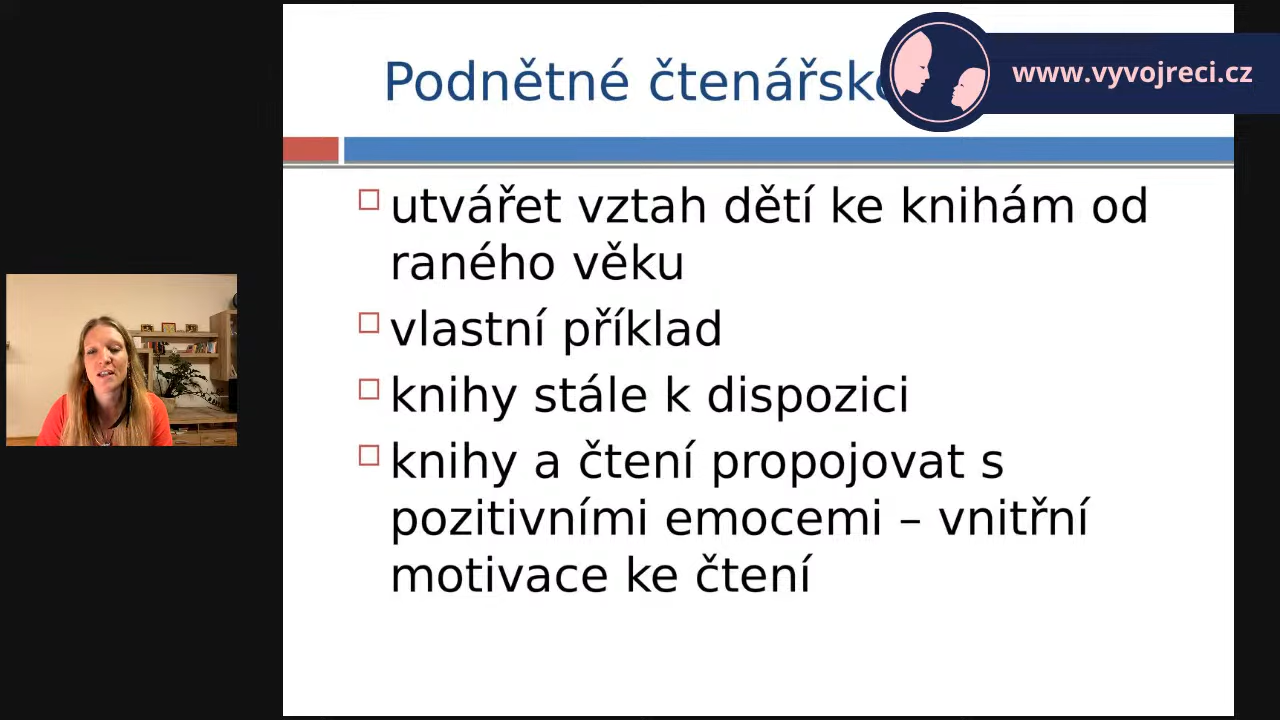 Podnětné čtenářské
www.vyvojreci.cz
utvářet vztah dětí ke knihám od
raného věku
vlastní příklad
knihy stále k dispozici
knihy a čtení propojovat s
pozitivními emocemi – vnitřní
motivace ke čtení